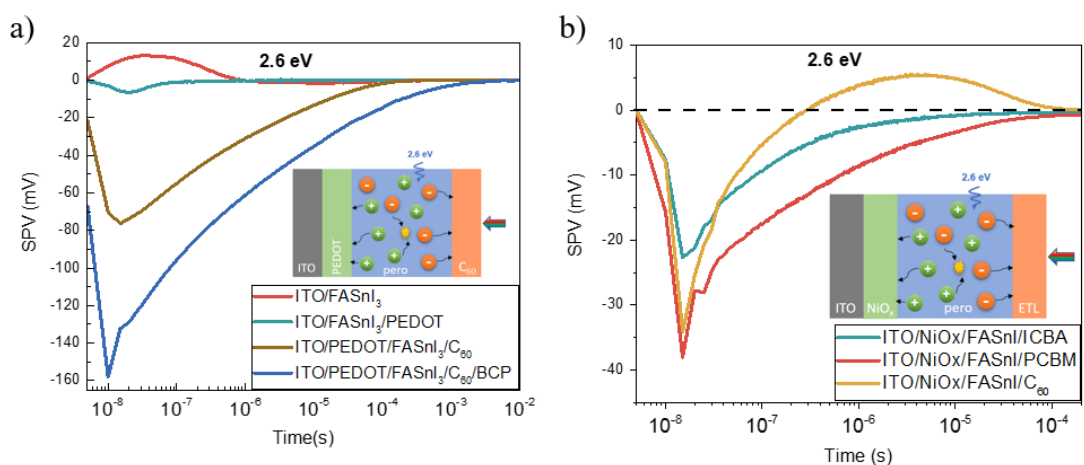 a)
2.6 eV
SPV (mV)
20
0
-20
-40
-60
-80
-100
-120
-140
-160
2.6 eV
ITO
PEDOT
pero
C60
ITO/FASnI3
ITO/FASnI3/PEDOT
ITO/PEDOT/FASnI3/C60
ITO/PEDOT/FASnI3/C60/BCP
10-8
10-7
10-6
10-5
10-4
10-3
10-2
Time(s)
b)
2.6 eV
SPV (mV)
10
0
-10
-20
-30
-40
2.6 eV
ITO
NiOx
pero
ETL
ITO/NiOx/FASnI/ICBA
ITO/NiOx/FASnI/PCBM
ITO/NiOx/FASnI/C60
10-8
10-7
10-6
10-5
10-4
Time (s)